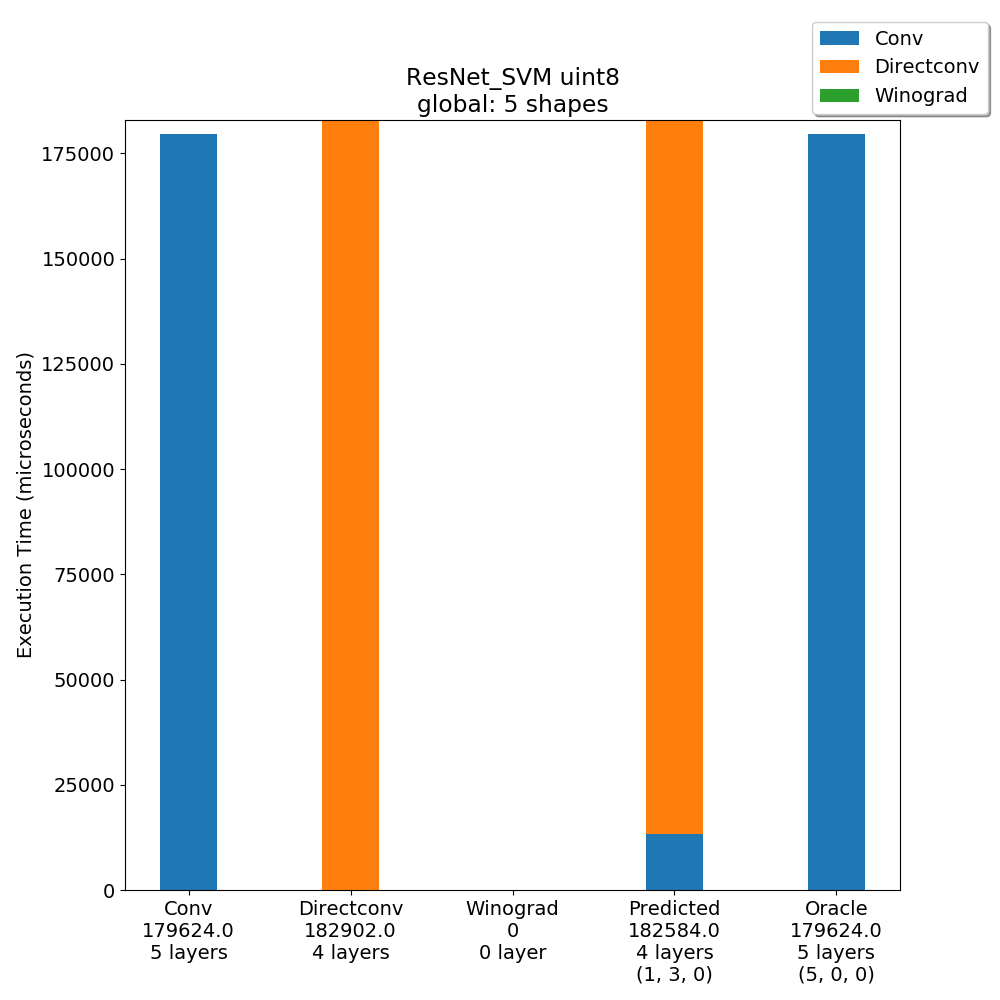 Conv
Directconv
Winograd
ResNet_SVM uint8
global: 5 shapes
Execution Time (microseconds)
175000
150000
125000
100000
75000
50000
25000
0
Conv
179624.0
5 layers
Directconv
182902.0
4 layers
Winograd
0
0 layer
Predicted
182584.0
4 layers
(1, 3, 0)
Oracle
179624.0
5 layers
(5, 0, 0)